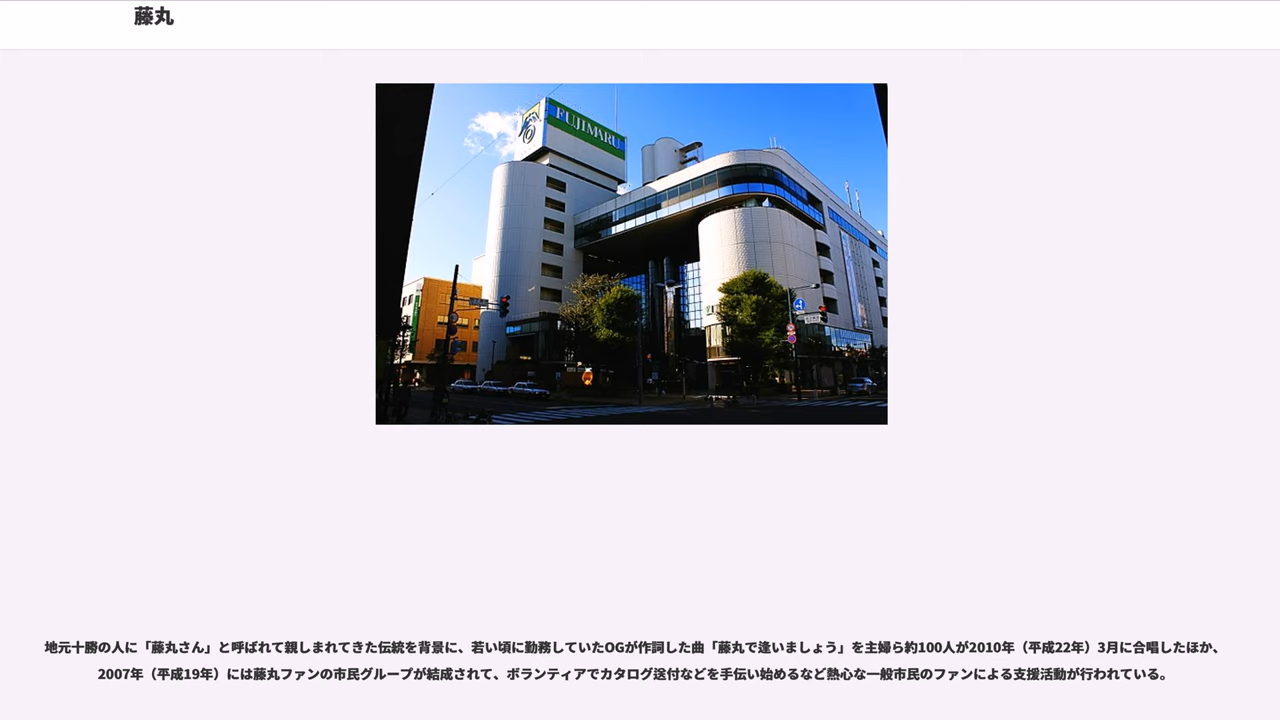 藤丸
FUJIMARU
地元十勝の人に「藤丸さん」と呼ばれて親しまれてきた伝統を背景に、若い頃に勤務していたOGが作詞した曲「藤丸で逢いましょう」を主婦ら約100人が2010年（平成22年）3月に合唱したほか、
2007年（平成19年）には藤丸ファンの市民グループが結成されて、ボランティアでカタログ送付などを手伝い始めるなど熱心な一般市民のファンによる支援活動が行われている。